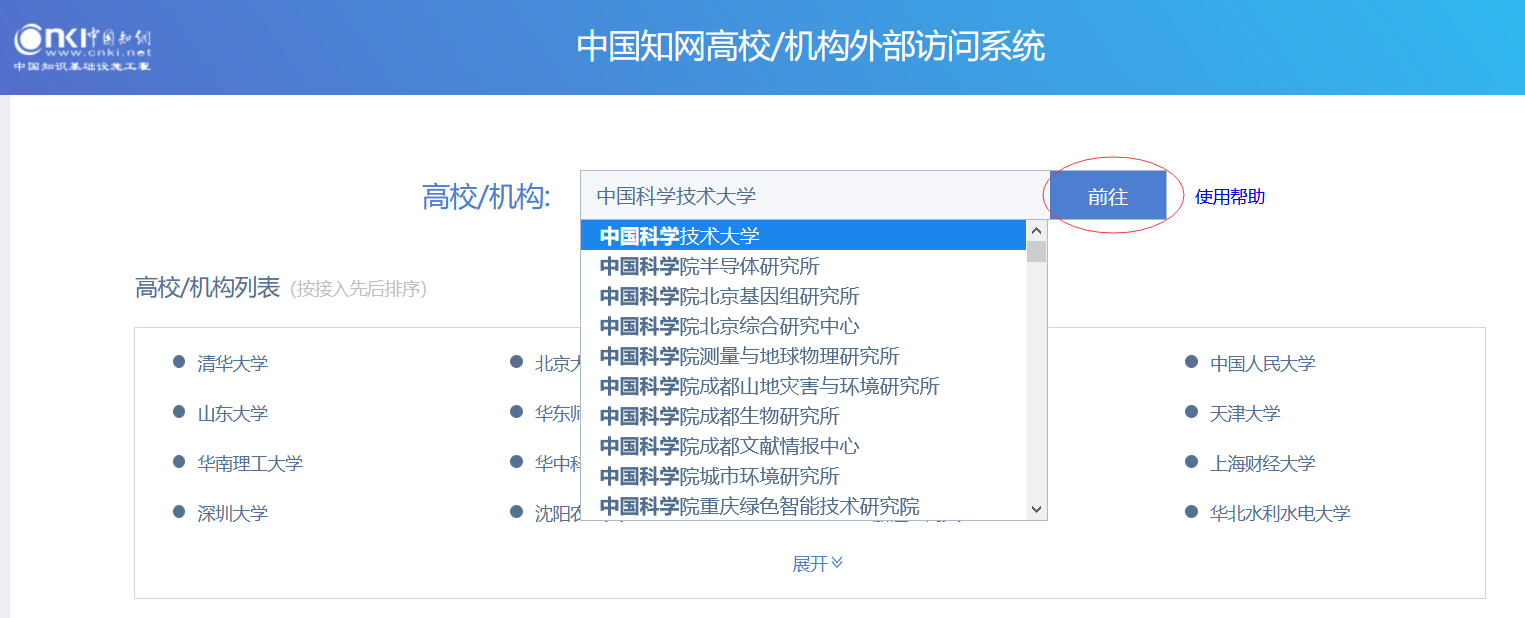 cnki中国知网
www.cnki.net
中国知识基础设施工程
中国知网高校/机构外部访问系统
高校/机构:
中国科学技术大学
前往
使用帮助
中国科学技术大学
中国科学院半导体研究所
中国科学院北京基因组研究所
中国科学院北京综合研究中心
中国科学院测量与地球物理研究所
中国科学院成都山地灾害与环境研究所
中国科学院成都生物研究所
中国科学院成都文献情报中心
中国科学院城市环境研究所
中国科学院重庆绿色智能技术研究院
高校/机构列表 (按接入先后排序)
清华大学 北京 中国人民大学
山东大学 华东师 天津大学
华南理工大学 华中科 上海财经大学
深圳大学 沈阳农 华北水利水电大学
展开